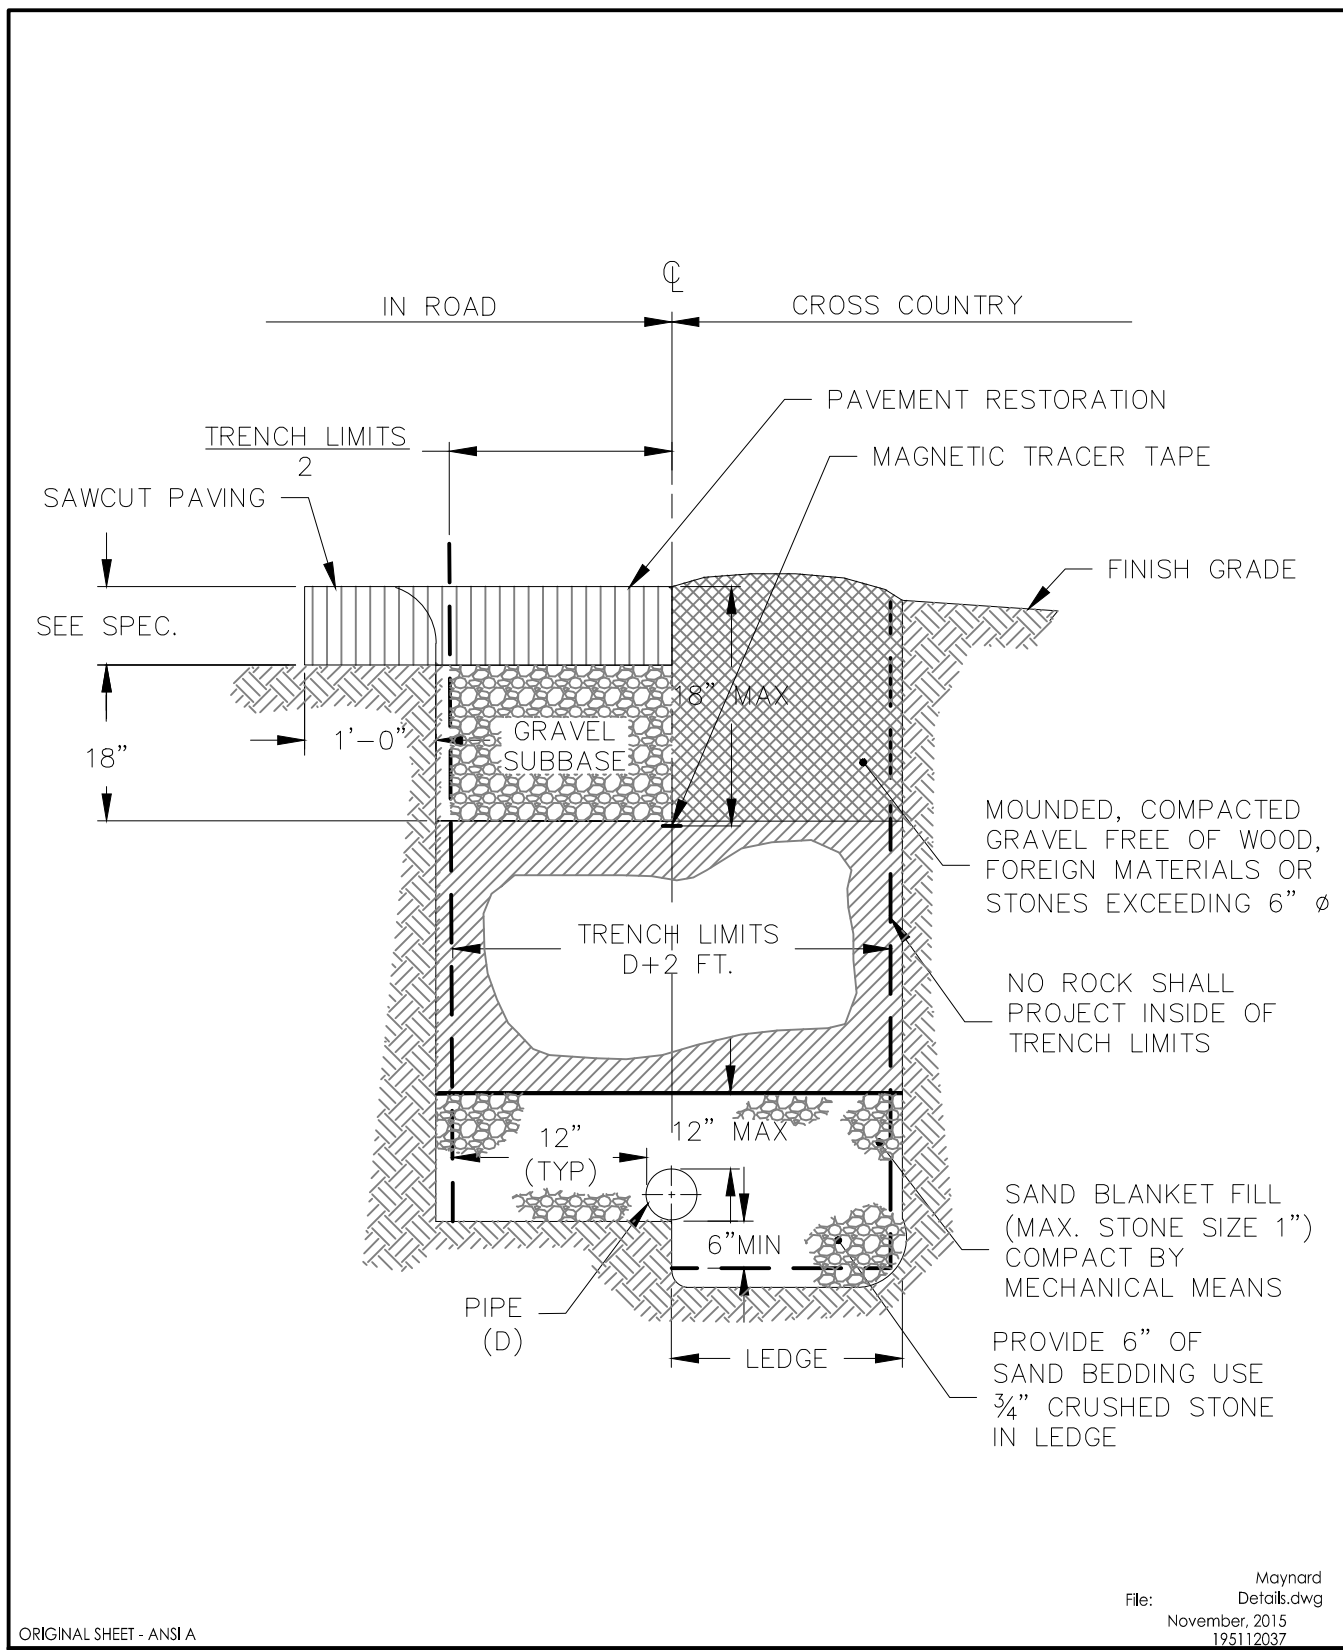 ℄
IN ROAD
CROSS COUNTRY
PAVEMENT RESTORATION
TRENCH LIMITS
2
MAGNETIC TRACER TAPE
SAWCUT PAVING
FINISH GRADE
SEE SPEC.
18" MAX
1'-0"
GRAVEL
SUBBASE
18"
MOUNDED, COMPACTED
GRAVEL FREE OF WOOD,
FOREIGN MATERIALS OR
STONES EXCEEDING 6" ø
TRENCH LIMITS
D+2 FT.
NO ROCK SHALL
PROJECT INSIDE OF
TRENCH LIMITS
12"
(TYP)
12" MAX
SAND BLANKET FILL
(MAX. STONE SIZE 1")
COMPACT BY
MECHANICAL MEANS
6"MIN
PIPE
(D)
LEDGE
PROVIDE 6" OF
SAND BEDDING USE
¾" CRUSHED STONE
IN LEDGE
Maynard
File: Details.dwg
November, 2015
195112037
ORIGINAL SHEET - ANSI A